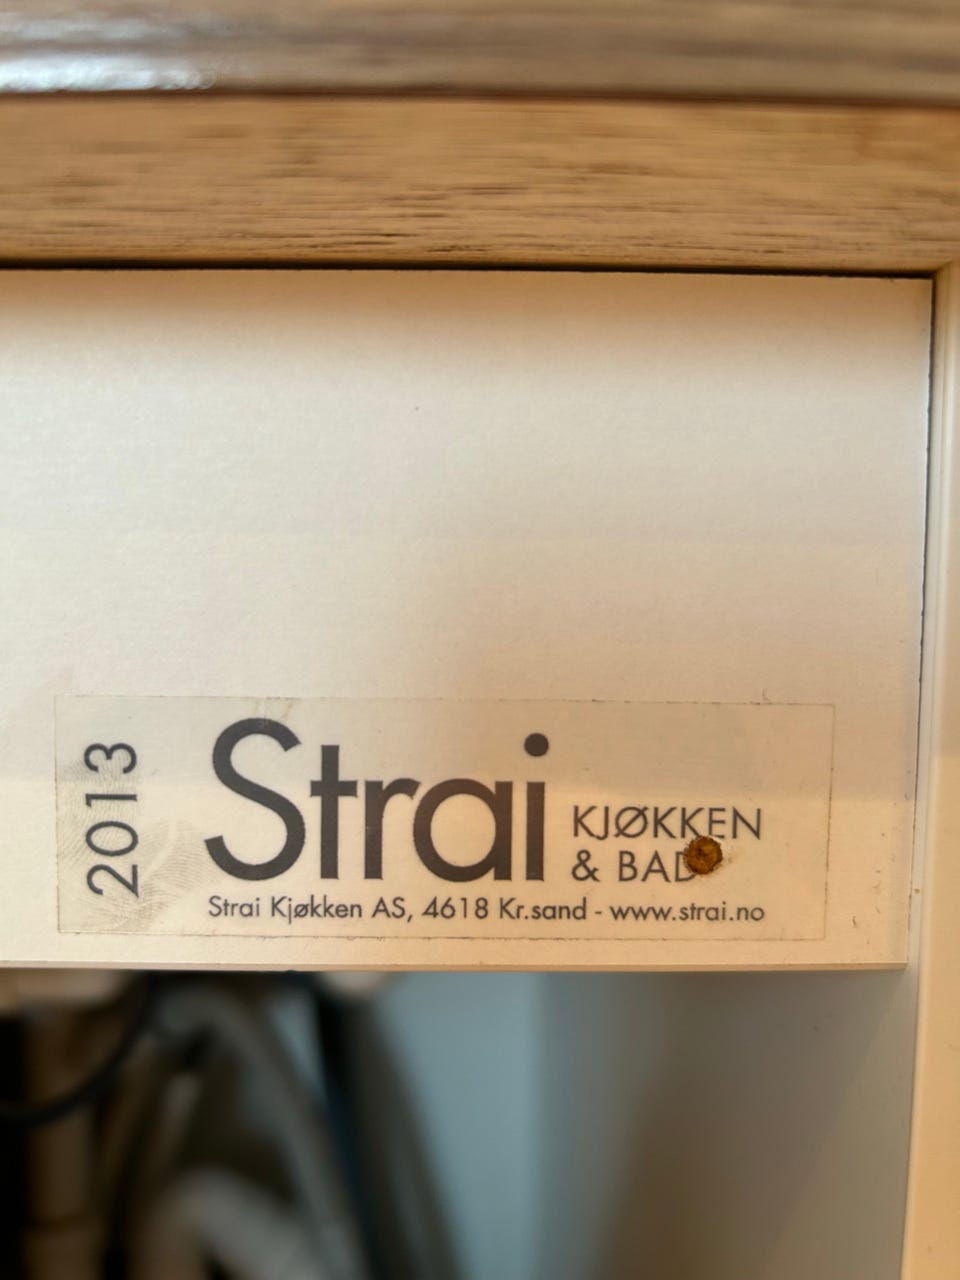 2013
Strai
KJØKKEN
& BAD
Strai Kjøkken AS, 4618 Kr.sand - www.strai.no